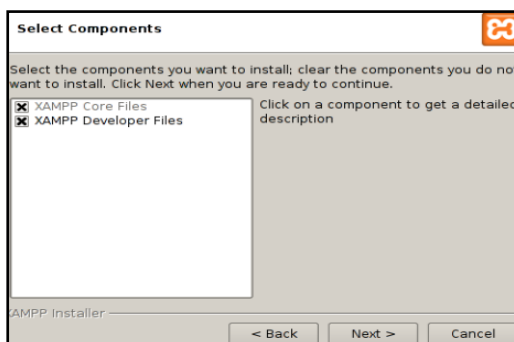 Select Components
Select the components you want to install; clear the components you do no
want to install. Click Next when you are ready to continue.
XAMPP Core Files
XAMPP Developer Files
Click on a component to get a detailed
description
XAMPP Installer
< Back
Next >
Cancel